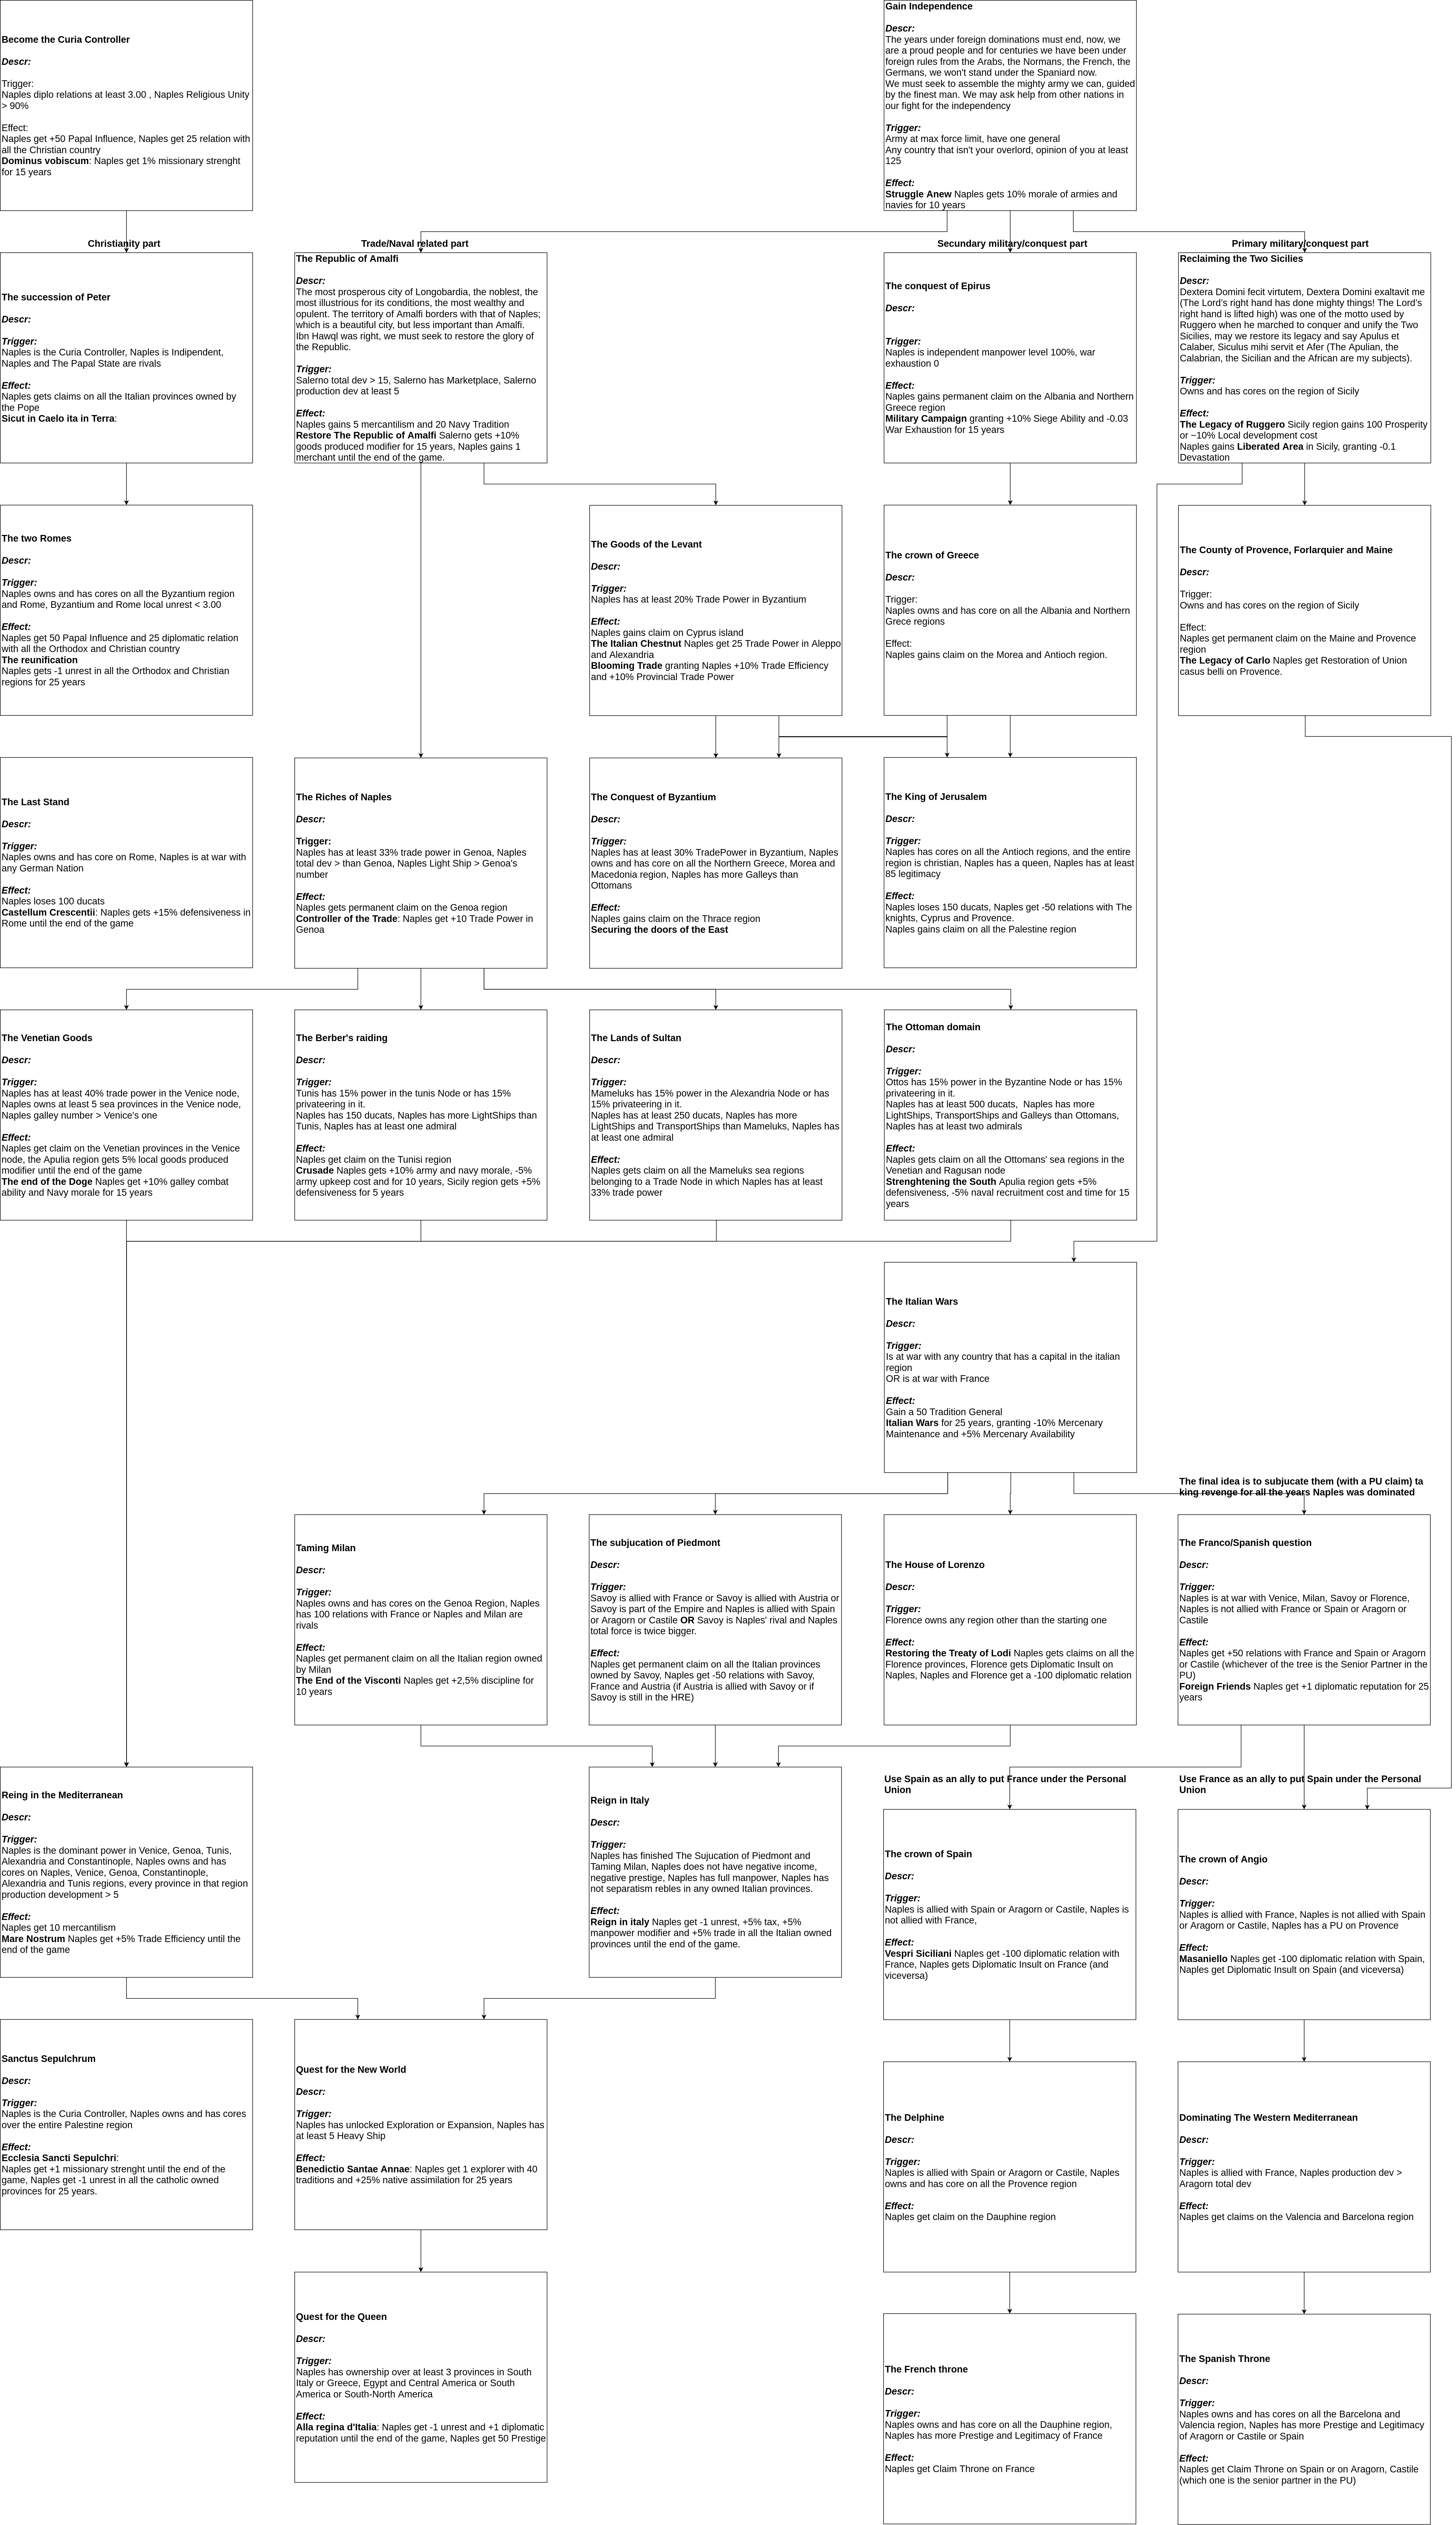 Become the Curia Controller
Descr:
Trigger:
Naples diplo relations at least 3.00 , Naples Religious Unity
> 90%
Effect:
Naples get +50 Papal Influence, Naples get 25 relation with
all the Christian country
Dominus vobiscum: Naples get 1% missionary strenght
for 15 years
Gain Independence
Descr:
The years under foreign dominations must end, now, we
are a proud people and for centuries we have been under
foreign rules from the Arabs, the Normans, the French, the
Germans, we won't stand under the Spaniard now.
We must seek to assemble the mighty army we can, guided
by the finest man. We may ask help from other nations in
our fight for the independency
Trigger:
Army at max force limit, have one general
Any country that isn't your overlord, opinion of you at least
125
Effect:
Struggle Anew Naples gets 10% morale of armies and
navies for 10 years
Christianity part
Trade/Naval related part
Secundary military/conquest part
Primary military/conquest part
The succession of Peter
Descr:
Trigger:
Naples is the Curia Controller, Naples is Indipendent,
Naples and The Papal State are rivals
Effect:
Naples gets claims on all the Italian provinces owned by
the Pope
Sicut in Caelo ita in Terra:
The Republic of Amalfi
Descr:
The most prosperous city of Longobardia, the noblest, the
most illustrious for its conditions, the most wealthy and
opulent. The territory of Amalfi borders with that of Naples;
which is a beautiful city, but less important than Amalfi.
Ibn Hawql was right, we must seek to restore the glory of
the Republic.
Trigger:
Salerno total dev > 15, Salerno has Marketplace, Salerno
production dev at least 5
Effect:
Naples gains 5 mercantilism and 20 Navy Tradition
Restore The Republic of Amalfi Salerno gets +10%
goods produced modifier for 15 years, Naples gains 1
merchant until the end of the game.
The conquest of Epirus
Descr:
Trigger:
Naples is independent manpower level 100%, war
exhaustion 0
Effect:
Naples gains permanent claim on the Albania and Northern
Greece region
Military Campaign granting +10% Siege Ability and -0.03
War Exhaustion for 15 years
Reclaiming the Two Sicilies
Descr:
Dextera Domini fecit virtutem, Dextera Domini exaltavit me
(The Lord's right hand has done mighty things! The Lord's
right hand is lifted high) was one of the motto used by
Ruggero when he marched to conquer and unify the Two
Sicilies, may we restore its legacy and say Apulus et
Calaber, Siculus mihi servit et Afer (The Apulian, the
Calabrian, the Sicilian and the African are my subjects).
Trigger:
Owns and has cores on the region of Sicily
Effect:
The Legacy of Ruggero Sicily region gains 100 Prosperity
or −10% Local development cost
Naples gains Liberated Area in Sicily, granting -0.1
Devastation
The two Romes
Descr:
Trigger:
Naples owns and has cores on all the Byzantium region
and Rome, Byzantium and Rome local unrest < 3.00
Effect:
Naples get 50 Papal Influence and 25 diplomatic relation
with all the Orthodox and Christian country
The reunification
Naples gets -1 unrest in all the Orthodox and Christian
regions for 25 years
The Goods of the Levant
Descr:
Trigger:
Naples has at least 20% Trade Power in Byzantium
Effect:
Naples gains claim on Cyprus island
The Italian Chestnut Naples get 25 Trade Power in Aleppo
and Alexandria
Blooming Trade granting Naples +10% Trade Efficiency
and +10% Provincial Trade Power
The crown of Greece
Descr:
Trigger:
Naples owns and has core on all the Albania and Northern
Grece regions
Effect:
Naples gains claim on the Morea and Antioch region.
The County of Provence, Forlarquier and Maine
Descr:
Trigger:
Owns and has cores on the region of Sicily
Effect:
Naples get permanent claim on the Maine and Provence
region
The Legacy of Carlo Naples get Restoration of Union
casus belli on Provence.
The Last Stand
Descr:
Trigger:
Naples owns and has core on Rome, Naples is at war with
any German Nation
Effect:
Naples loses 100 ducats
Castellum Crescentii: Naples gets +15% defensiveness in
Rome until the end of the game
The Riches of Naples
Descr:
Trigger:
Naples has at least 33% trade power in Genoa, Naples
total dev > than Genoa, Naples Light Ship > Genoa's
number
Effect:
Naples gets permanent claim on the Genoa region
Controller of the Trade: Naples get +10 Trade Power in
Genoa
The Conquest of Byzantium
Descr:
Trigger:
Naples has at least 30% TradePower in Byzantium, Naples
owns and has core on all the Northern Greece, Morea and
Macedonia region, Naples has more Galleys than
Ottomans
Effect:
Naples gains claim on the Thrace region
Securing the doors of the East
The King of Jerusalem
Descr:
Trigger:
Naples has cores on all the Antioch regions, and the entire
region is christian, Naples has a queen, Naples has at least
85 legitimacy
Effect:
Naples loses 150 ducats, Naples get -50 relations with The
knights, Cyprus and Provence.
Naples gains claim on all the Palestine region
The Venetian Goods
Descr:
Trigger:
Naples has at least 40% trade power in the Venice node,
Naples owns at least 5 sea provinces in the Venice node,
Naples galley number > Venice's one
Effect:
Naples get claim on the Venetian provinces in the Venice
node, the Apulia region gets 5% local goods produced
modifier until the end of the game
The end of the Doge Naples get +10% galley combat
ability and Navy morale for 15 years
The Berber's raiding
Descr:
Trigger:
Tunis has 15% power in the tunis Node or has 15%
privateering in it.
Naples has 150 ducats, Naples has more LightShips than
Tunis, Naples has at least one admiral
Effect:
Naples get claim on the Tunisi region
Crusade Naples gets +10% army and navy morale, -5%
army upkeep cost and for 10 years, Sicily region gets +5%
defensiveness for 5 years
The Lands of Sultan
Descr:
Trigger:
Mameluks has 15% power in the Alexandria Node or has
15% privateering in it.
Naples has at least 250 ducats, Naples has more
LightShips and TransportShips than Mameluks, Naples has
at least one admiral
Effect:
Naples gets claim on all the Mameluks sea regions
belonging to a Trade Node in which Naples has at least
33% trade power
The Ottoman domain
Descr:
Trigger:
Ottos has 15% power in the Byzantine Node or has 15%
privateering in it.
Naples has at least 500 ducats,  Naples has more
LightShips, TransportShips and Galleys than Ottomans,
Naples has at least two admirals
Effect:
Naples gets claim on all the Ottomans' sea regions in the
Venetian and Ragusan node
Strenghtening the South Apulia region gets +5%
defensiveness, -5% naval recruitment cost and time for 15
years
The Italian Wars
Descr:
Trigger:
Is at war with any country that has a capital in the italian
region
OR is at war with France
Effect:
Gain a 50 Tradition General
Italian Wars for 25 years, granting -10% Mercenary
Maintenance and +5% Mercenary Availability
The final idea is to subjucate them (with a PU claim) ta
king revenge for all the years Naples was dominated
Taming Milan
Descr:
Trigger:
Naples owns and has cores on the Genoa Region, Naples
has 100 relations with France or Naples and Milan are
rivals
Effect:
Naples get permanent claim on all the Italian region owned
by Milan
The End of the Visconti Naples get +2,5% discipline for
10 years
The subjucation of Piedmont
Descr:
Trigger:
Savoy is allied with France or Savoy is allied with Austria or
Savoy is part of the Empire and Naples is allied with Spain
or Aragorn or Castile OR Savoy is Naples' rival and Naples
total force is twice bigger.
Effect:
Naples get permanent claim on all the Italian provinces
owned by Savoy, Naples get -50 relations with Savoy,
France and Austria (if Austria is allied with Savoy or if
Savoy is still in the HRE)
The House of Lorenzo
Descr:
Trigger:
Florence owns any region other than the starting one
Effect:
Restoring the Treaty of Lodi Naples gets claims on all the
Florence provinces, Florence gets Diplomatic Insult on
Naples, Naples and Florence get a -100 diplomatic relation
The Franco/Spanish question
Descr:
Trigger:
Naples is at war with Venice, Milan, Savoy or Florence,
Naples is not allied with France or Spain or Aragorn or
Castile
Effect:
Naples get +50 relations with France and Spain or Aragorn
or Castile (whichever of the tree is the Senior Partner in the
PU)
Foreign Friends Naples get +1 diplomatic reputation for 25
years
Reing in the Mediterranean
Descr:
Trigger:
Naples is the dominant power in Venice, Genoa, Tunis,
Alexandria and Constantinople, Naples owns and has
cores on Naples, Venice, Genoa, Constantinople,
Alexandria and Tunis regions, every province in that region
production development > 5
Effect:
Naples get 10 mercantilism
Mare Nostrum Naples get +5% Trade Efficiency until the
end of the game
Reign in Italy
Descr:
Trigger:
Naples has finished The Sujucation of Piedmont and
Taming Milan, Naples does not have negative income,
negative prestige, Naples has full manpower, Naples has
not separatism rebles in any owned Italian provinces.
Effect:
Reign in italy Naples get -1 unrest, +5% tax, +5%
manpower modifier and +5% trade in all the Italian owned
provinces until the end of the game.
Use Spain as an ally to put France under the Personal
Union
Use France as an ally to put Spain under the Personal
Union
The crown of Spain
Descr:
Trigger:
Naples is allied with Spain or Aragorn or Castile, Naples is
not allied with France,
Effect:
Vespri Siciliani Naples get -100 diplomatic relation with
France, Naples gets Diplomatic Insult on France (and
viceversa)
The crown of Angio
Descr:
Trigger:
Naples is allied with France, Naples is not allied with Spain
or Aragorn or Castile, Naples has a PU on Provence
Effect:
Masaniello Naples get -100 diplomatic relation with Spain,
Naples get Diplomatic Insult on Spain (and viceversa)
Sanctus Sepulchrum
Descr:
Trigger:
Naples is the Curia Controller, Naples owns and has cores
over the entire Palestine region
Effect:
Ecclesia Sancti Sepulchri:
Naples get +1 missionary strenght until the end of the
game, Naples get -1 unrest in all the catholic owned
provinces for 25 years.
Quest for the New World
Descr:
Trigger:
Naples has unlocked Exploration or Expansion, Naples has
at least 5 Heavy Ship
Effect:
Benedictio Santae Annae: Naples get 1 explorer with 40
traditions and +25% native assimilation for 25 years
The Delphine
Descr:
Trigger:
Naples is allied with Spain or Aragorn or Castile, Naples
owns and has core on all the Provence region
Effect:
Naples get claim on the Dauphine region
Dominating The Western Mediterranean
Descr:
Trigger:
Naples is allied with France, Naples production dev >
Aragorn total dev
Effect:
Naples get claims on the Valencia and Barcelona region
Quest for the Queen
Descr:
Trigger:
Naples has ownership over at least 3 provinces in South
Italy or Greece, Egypt and Central America or South
America or South-North America
Effect:
Alla regina d'Italia: Naples get -1 unrest and +1 diplomatic
reputation until the end of the game, Naples get 50 Prestige
The French throne
Descr:
Trigger:
Naples owns and has core on all the Dauphine region,
Naples has more Prestige and Legitimacy of France
Effect:
Naples get Claim Throne on France
The Spanish Throne
Descr:
Trigger:
Naples owns and has cores on all the Barcelona and
Valencia region, Naples has more Prestige and Legitimacy
of Aragorn or Castile or Spain
Effect:
Naples get Claim Throne on Spain or on Aragorn, Castile
(which one is the senior partner in the PU)